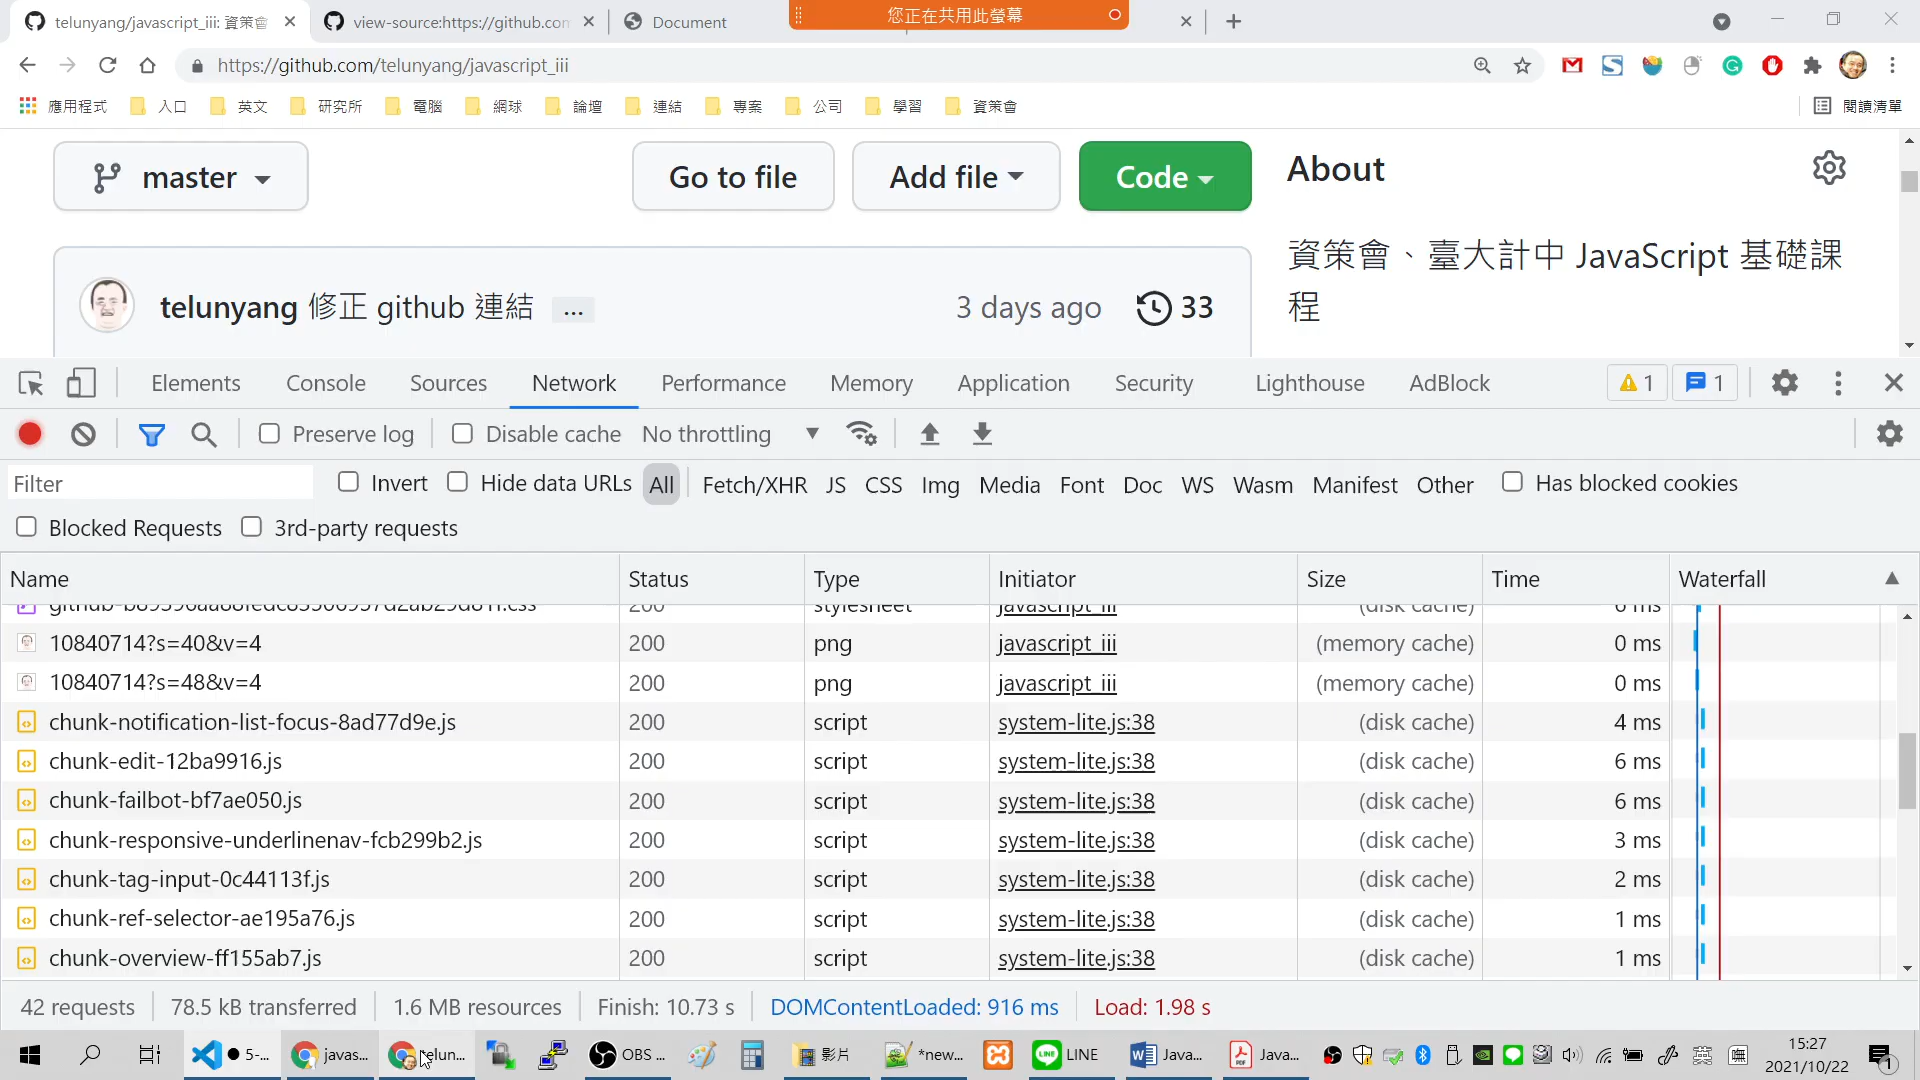 telunyang/javascript_iii: 資策會
view-source:https://github.con
Document
您正在共用此螢幕
https://github.com/telunyang/javascript_iii
應用程式
入口
英文
研究所
電腦
網球
論壇
連結
專案
公司
學習
資策會
閱讀清單
master
Go to file
Add file
Code
About
telunyang 修正 github 連結 ...
3 days ago
33
資策會、臺大計中 JavaScript 基礎課
程
Elements
Console
Sources
Network
Performance
Memory
Application
Security
Lighthouse
AdBlock
1
1
Preserve log
Disable cache
No throttling
Filter
Invert
Hide data URLs
All
Fetch/XHR
JS
CSS
Img
Media
Font
Doc
WS
Wasm
Manifest
Other
Has blocked cookies
Blocked Requests
3rd-party requests
Name Status Type Initiator Size Time Waterfall
200 stylesheet javascript_iii (disk cache) 6 ms
10840714?s=40&v=4 200 png javascript_iii (memory cache) 0 ms
10840714?s=48&v=4 200 png javascript_iii (memory cache) 0 ms
chunk-notification-list-focus-8ad77d9e.js 200 script system-lite.js:38 (disk cache) 4 ms
chunk-edit-12ba9916.js 200 script system-lite.js:38 (disk cache) 6 ms
chunk-failbot-bf7ae050.js 200 script system-lite.js:38 (disk cache) 6 ms
chunk-responsive-underlinenav-fcb299b2.js 200 script system-lite.js:38 (disk cache) 3 ms
chunk-tag-input-0c44113f.js 200 script system-lite.js:38 (disk cache) 2 ms
chunk-ref-selector-ae195a76.js 200 script system-lite.js:38 (disk cache) 1 ms
chunk-overview-ff155ab7.js 200 script system-lite.js:38 (disk cache) 1 ms
42 requests
78.5 kB transferred
1.6 MB resources
Finish: 10.73 s
DOMContentLoaded: 916 ms
Load: 1.98 s
● 5-...
javas...
telun...
OBS ...
影片
*new...
LINE
Java...
Java...
英
15:27
2021/10/22
1